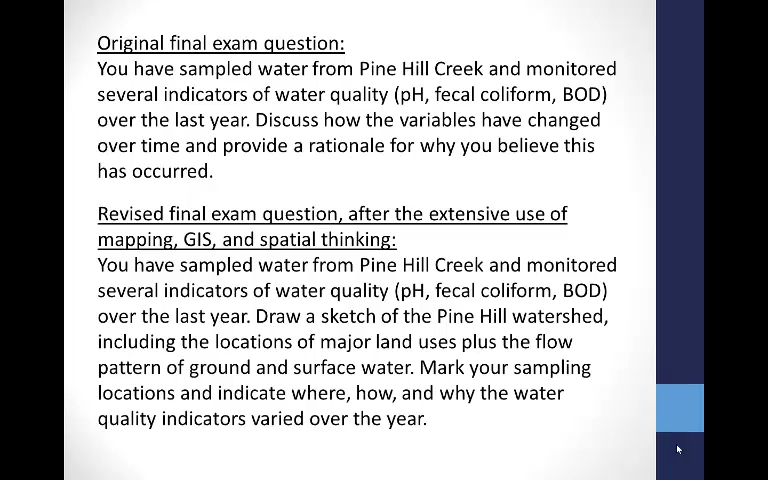 Original final exam question:
You have sampled water from Pine Hill Creek and monitored
several indicators of water quality (pH, fecal coliform, BOD)
over the last year. Discuss how the variables have changed
over time and provide a rationale for why you believe this
has occurred.
Revised final exam question, after the extensive use of
mapping, GIS, and spatial thinking:
You have sampled water from Pine Hill Creek and monitored
several indicators of water quality (pH, fecal coliform, BOD)
over the last year. Draw a sketch of the Pine Hill watershed,
including the locations of major land uses plus the flow
pattern of ground and surface water. Mark your sampling
locations and indicate where, how, and why the water
quality indicators varied over the year.